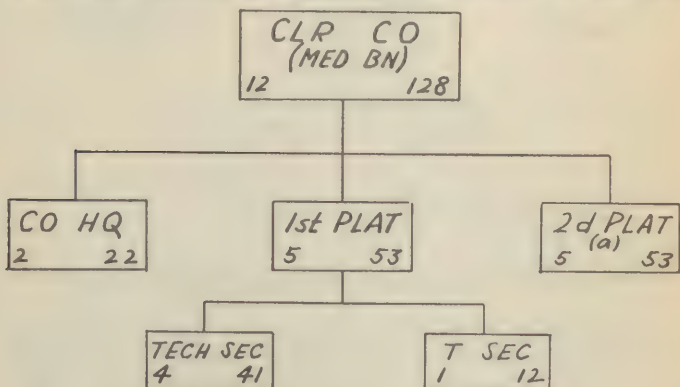 CLR CO
(MED BN)
12 128
CO HQ
2 22
1st PLAT
5 53
2d PLAT
(a)
5 53
TECH SEC
4 41
T SEC
1 12